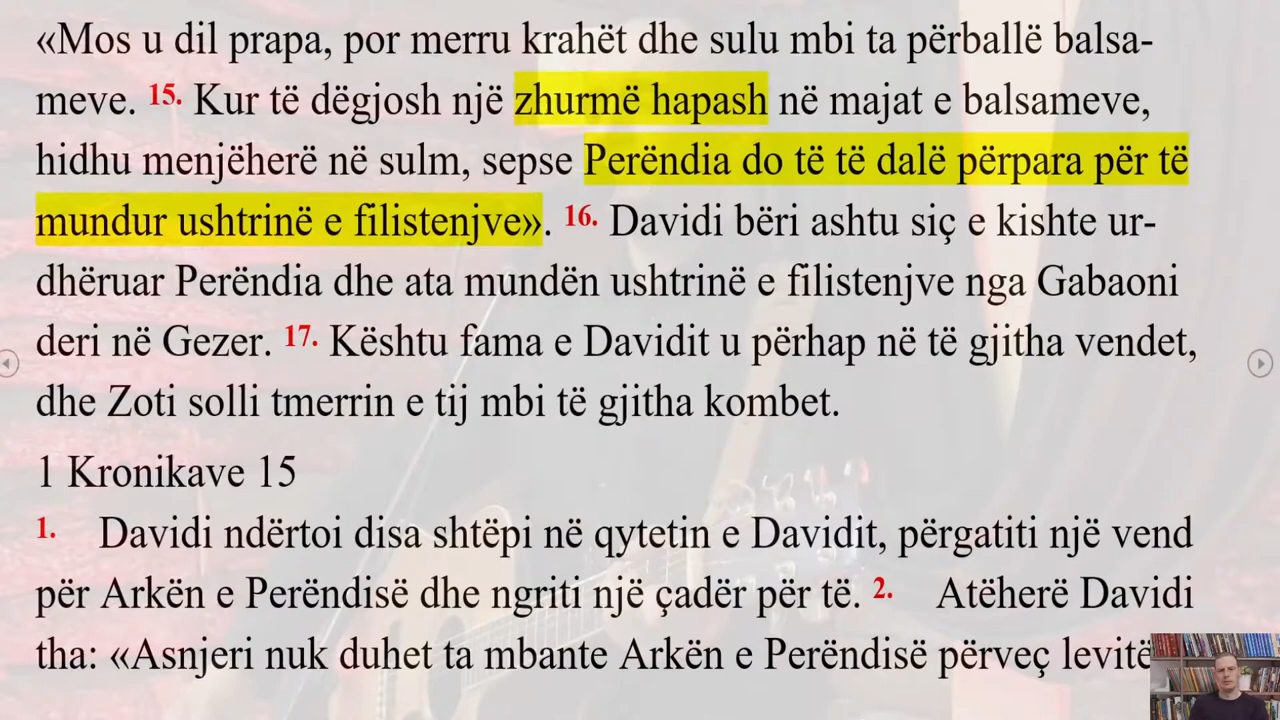 «Mos u dil prapa, por merru krahët dhe sulu mbi ta përballë balsa-
meve. 15. Kur të dëgjosh një zhurmë hapash në majat e balsameve,
hidhu menjëherë në sulm, sepse Perëndia do të të dalë përpara për të
mundur ushtrinë e filistenjve». 16. Davidi bëri ashtu siç e kishte ur-
dhëruar Perëndia dhe ata mundën ushtrinë e filistenjve nga Gabaoni
deri në Gezer. 17. Kështu fama e Davidit u përhap në të gjitha vendet,
dhe Zoti solli tmerrin e tij mbi të gjitha kombet.
1 Kronikave 15
1. Davidi ndërtoi disa shtëpi në qytetin e Davidit, përgatiti një vend
për Arkën e Perëndisë dhe ngriti një çadër për të. 2. Atëherë Davidi
tha: «Asnjeri nuk duhet ta mbante Arkën e Perëndisë përveç levitë